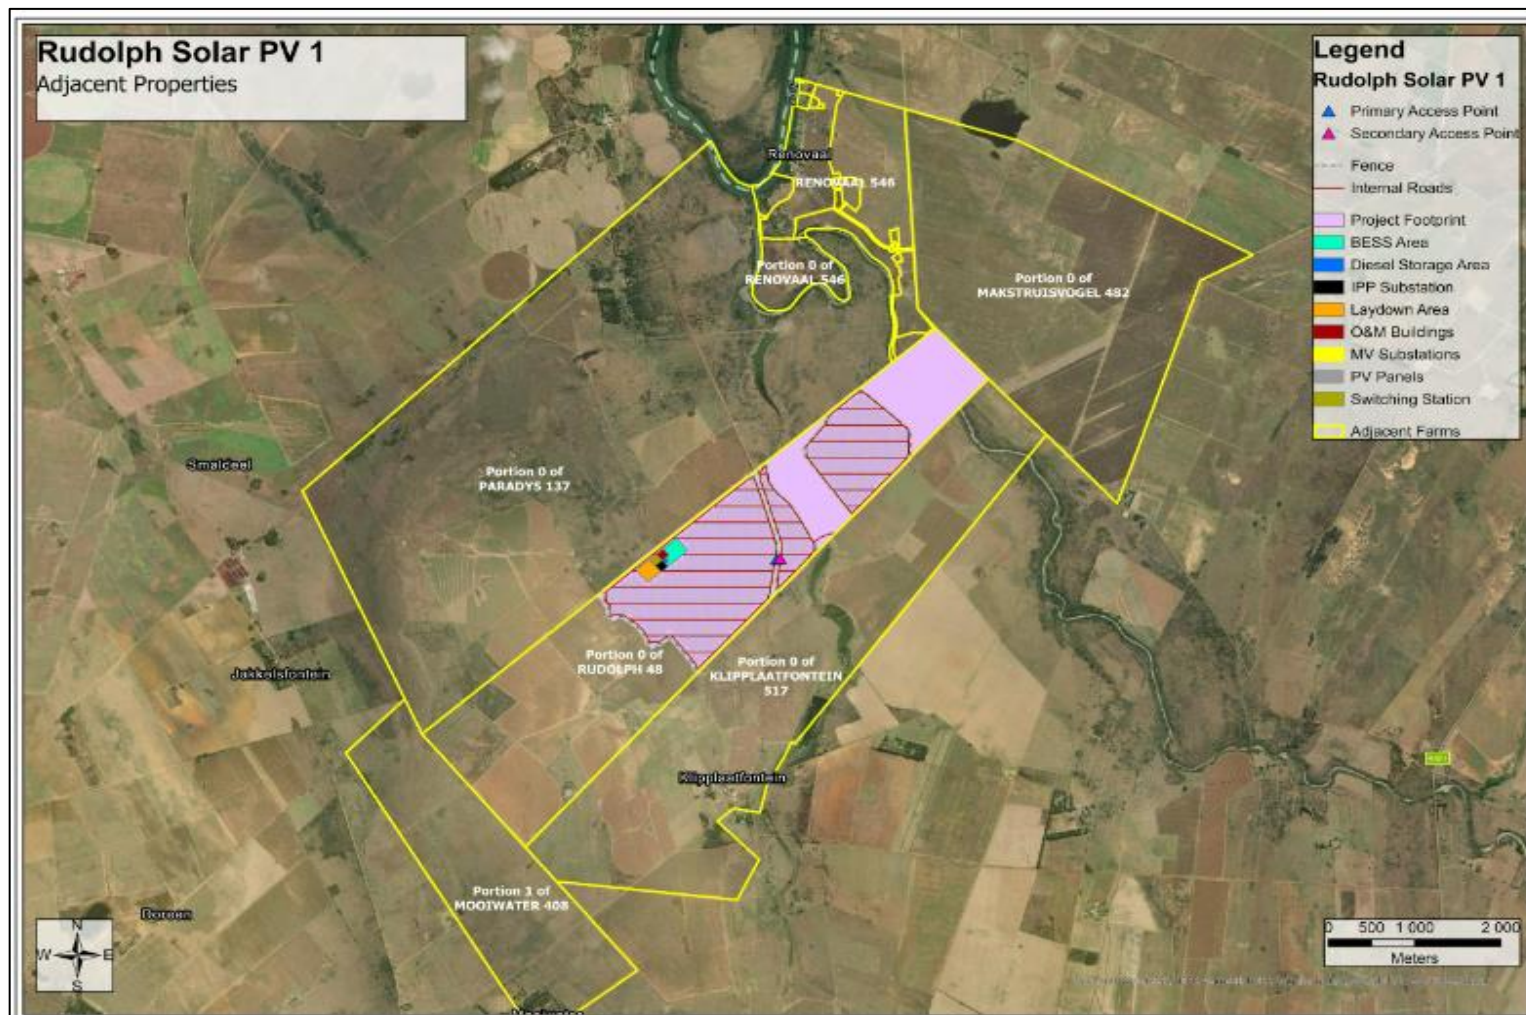 Rudolph Solar PV 1
Adjacent Properties
Legend
Rudolph Solar PV 1
Primary Access Point
Secondary Access Point
Fence
Internal Roads
Project Footprint
BESS Area
Diesel Storage Area
IPP Substation
Laydown Area
O&M Buildings
MV Substations
PV Panels
Switching Station
Adjacent Farms
Renovaal
RENOVAAL 546
Portion 0 of
RENOVAAL 546
Portion 0 of
MAKSTRUISVOGEL 482
Smaldeel
Portion 0 of
PARADYS 137
Jakkalsfontein
Portion 0 of
RUDOLPH 48
Portion 0 of
KLIPPLAATFONTEIN
517
Klipplaatfontein
Portion 1 of
MOOIWATER 408
Doreen
Mooiwater
N
W E
S
0 500 1 000 2 000
Meters